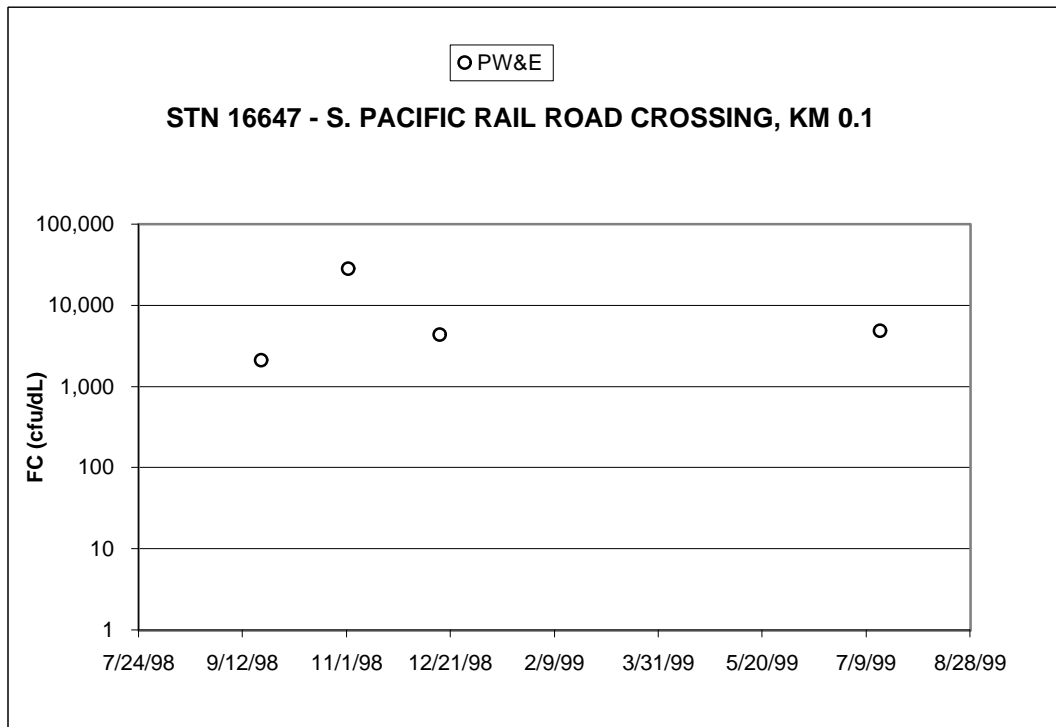 PW&E
STN 16647 - S. PACIFIC RAIL ROAD CROSSING, KM 0.1
FC (cfu/dL)
100,000
10,000
1,000
100
10
1
7/24/98 9/12/98 11/1/98 12/21/98 2/9/99 3/31/99 5/20/99 7/9/99 8/28/99